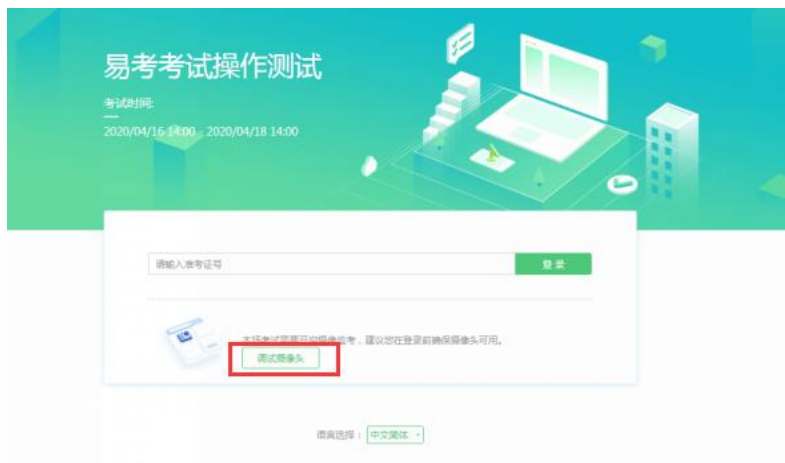 易考考试操作测试
考试时间:
2020/04/16 14:00 - 2020/04/18 14:00
请输入准考证号
登录
本场考试需要开启摄像监考，建议您在登录前确保摄像头可用。
调试摄像头
语言选择：
中文简体